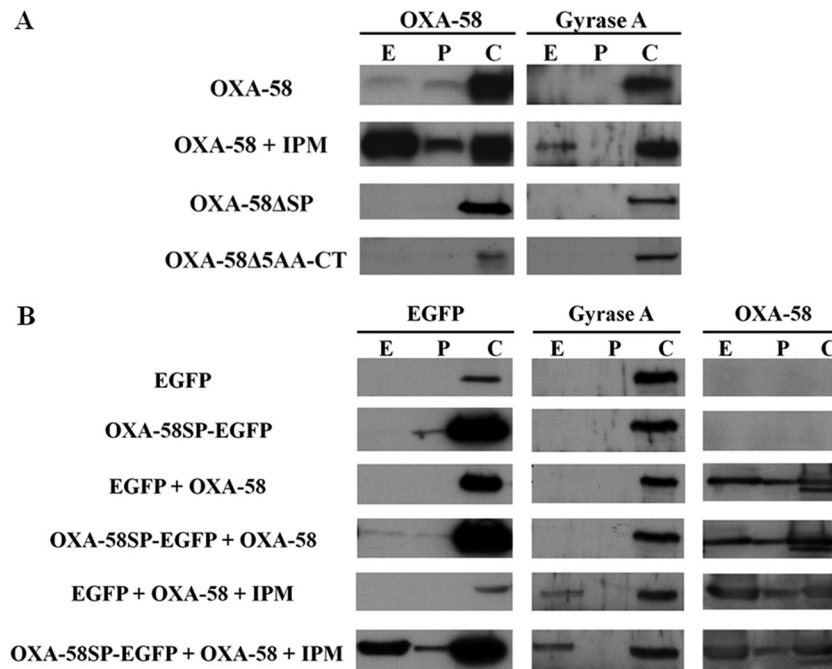 A
OXA-58 Gyrase A
E P C E P C
OXA-58
OXA-58 + IPM
OXA-58ΔSP
OXA-58Δ5AA-CT
B
EGFP Gyrase A OXA-58
E P C E P C E P C
EGFP
OXA-58SP-EGFP
EGFP + OXA-58
OXA-58SP-EGFP + OXA-58
EGFP + OXA-58 + IPM
OXA-58SP-EGFP + OXA-58 + IPM